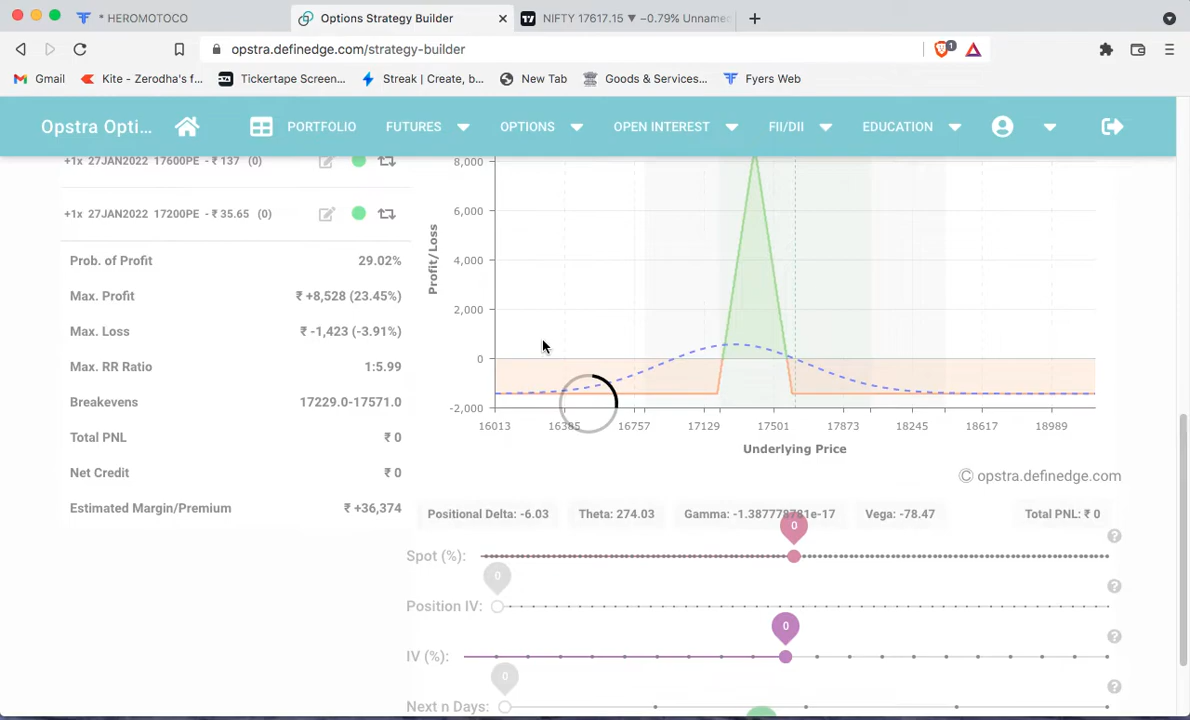 * HEROMOTOCO
Options Strategy Builder
NIFTY 17617.15 ▼ −0.79% Unname
opstra.definedge.com/strategy-builder
1
Gmail
Kite - Zerodha's f...
Tickertape Screen...
Streak | Create, b...
New Tab
Goods & Services...
Fyers Web
Opstra Opti...
PORTFOLIO
FUTURES
OPTIONS
OPEN INTEREST
FII/DII
EDUCATION
+1x 27JAN2022 17600PE - ₹ 137 (0)
+1x 27JAN2022 17200PE - ₹ 35.65 (0)
Prob. of Profit 29.02%
Max. Profit ₹ +8,528 (23.45%)
Max. Loss ₹ -1,423 (-3.91%)
Max. RR Ratio 1:5.99
Breakevens 17229.0-17571.0
Total PNL ₹ 0
Net Credit ₹ 0
Estimated Margin/Premium ₹ +36,374
Profit/Loss
8,000
6,000
4,000
2,000
0
-2,000
16013 16385 16757 17129 17501 17873 18245 18617 18989
Underlying Price
© opstra.definedge.com
Positional Delta: -6.03 Theta: 274.03 Gamma: -1.387778781e-17 Vega: -78.47 Total PNL: ₹ 0
0
Spot (%): ?
0
Position IV: ?
0
IV (%): ?
0
Next n Days: ?